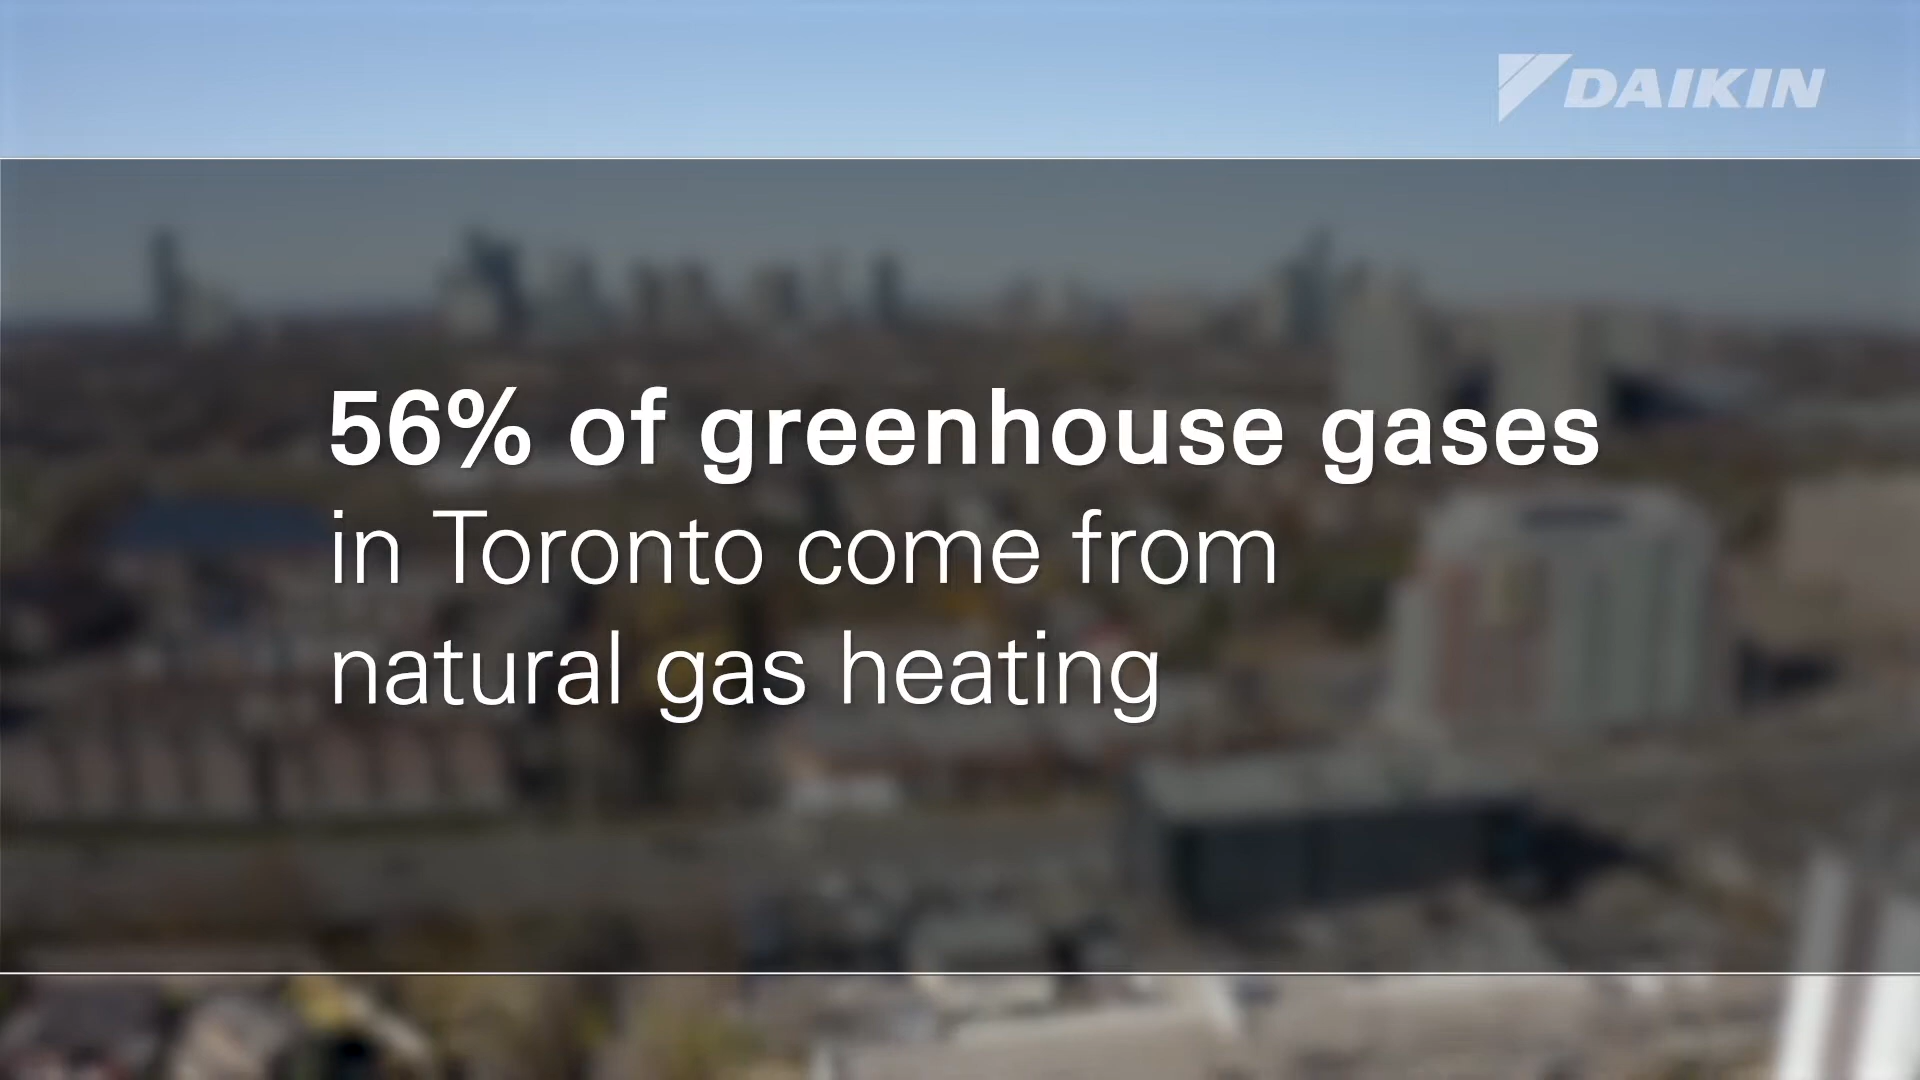 DAIKIN
56% of greenhouse gases
in Toronto come from
natural gas heating